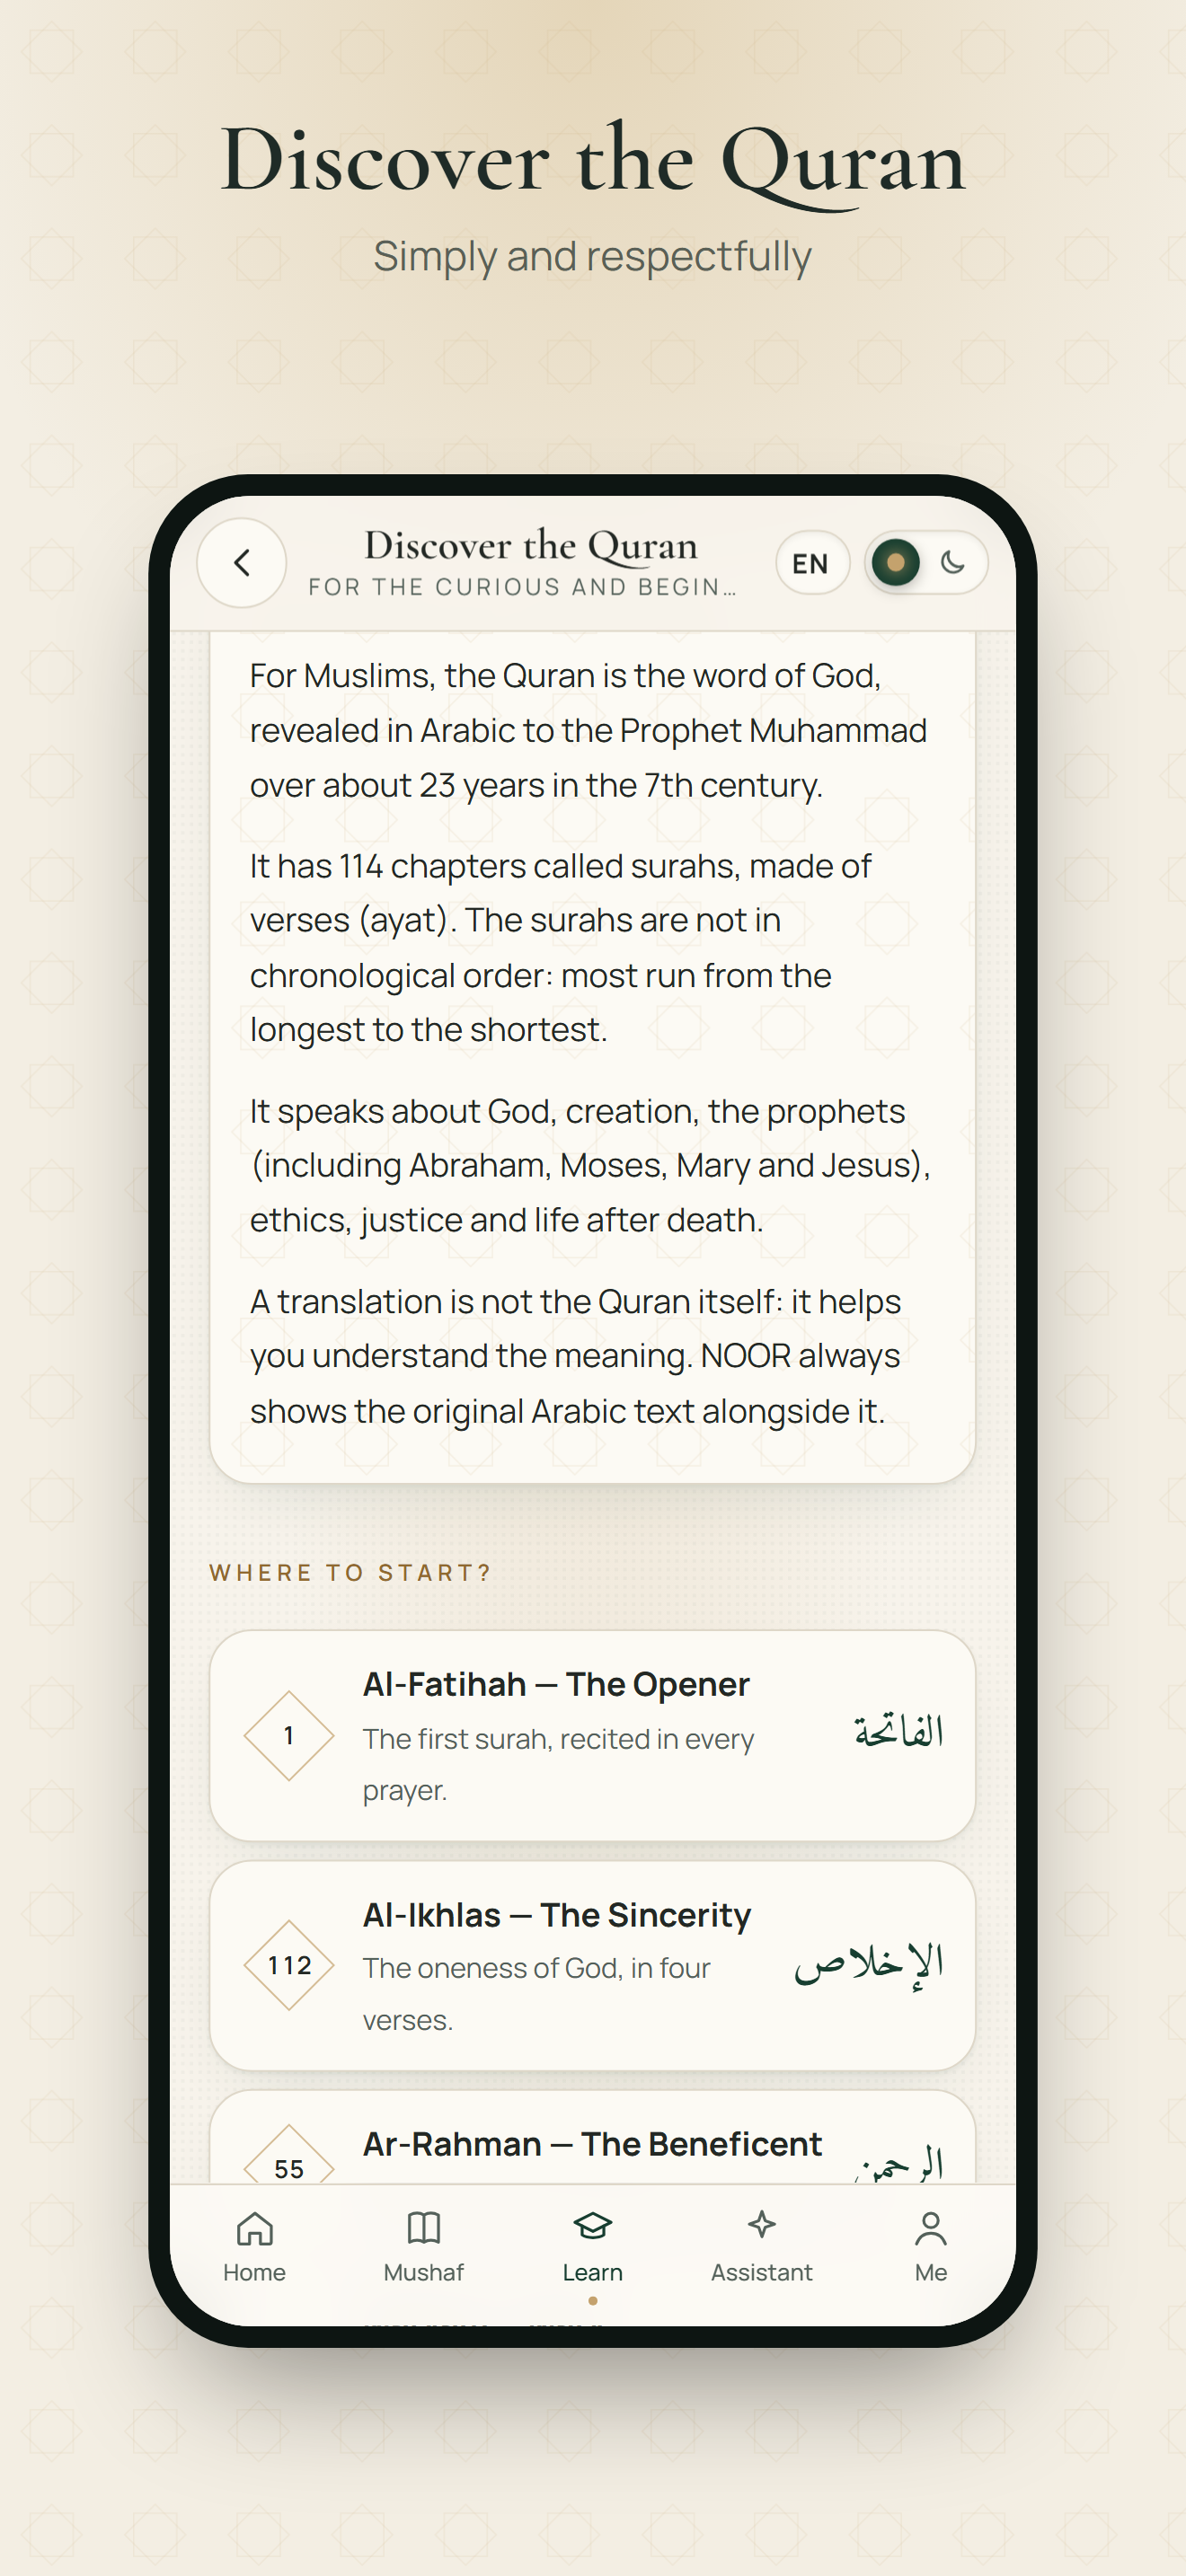 Discover the Quran
Simply and respectfully
Discover the Quran
EN
FOR THE CURIOUS AND BEGIN...
For Muslims, the Quran is the word of God,
revealed in Arabic to the Prophet Muhammad
over about 23 years in the 7th century.
It has 114 chapters called surahs, made of
verses (ayat). The surahs are not in
chronological order: most run from the
longest to the shortest.
It speaks about God, creation, the prophets
(including Abraham, Moses, Mary and Jesus),
ethics, justice and life after death.
A translation is not the Quran itself: it helps
you understand the meaning. NOOR always
shows the original Arabic text alongside it.
WHERE TO START?
Al-Fatihah — The Opener
1
The first surah, recited in every
prayer.
الفاتحة
Al-Ikhlas — The Sincerity
112
The oneness of God, in four
verses.
الإخلاص
Ar-Rahman — The Beneficent
55
الرحمن
Home
Mushaf
Learn
Assistant
Me